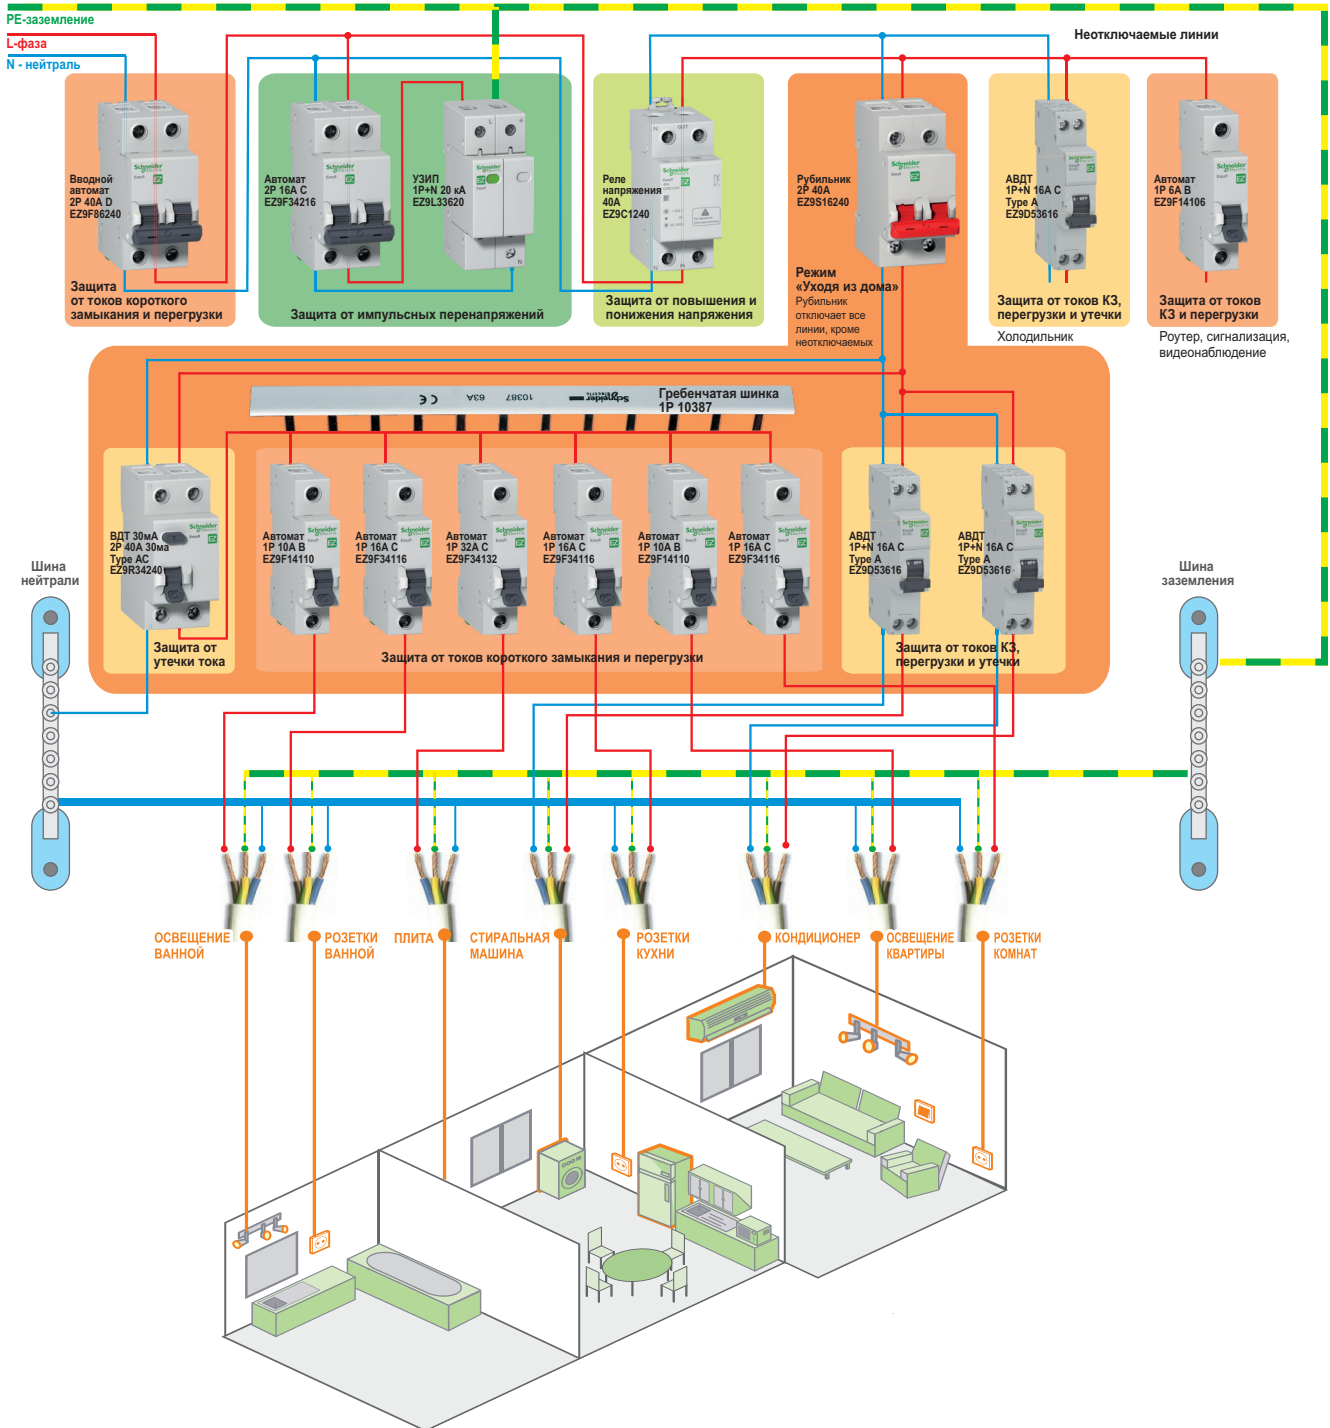 PE-заземление
L-фаза
N - нейтраль
Неотключаемые линии
Вводной
автомат
2P 40A D
EZ9F86240
Защита
от токов короткого
замыкания и перегрузки
Автомат
2P 16A C
EZ9F34216
УЗИП
1P+N 20 кА
EZ9L33620
Защита от импульсных перенапряжений
Реле
напряжения
40A
EZ9C1240
Защита от повышения и
понижения напряжения
Рубильник
2P 40A
EZ9S16240
Режим
«Уходя из дома»
Рубильник
отключает все
линии, кроме
неотключаемых
АВДТ
1P+N 16A C
Type A
EZ9D53616
Защита от токов КЗ,
перегрузки и утечки
Холодильник
Автомат
1P 6A B
EZ9F14106
Защита от токов
КЗ и перегрузки
Роутер, сигнализация,
видеонаблюдение
Schneider Electric
10387
63A
CE
Гребенчатая шинка
1P 10387
ВДТ 30мА
2P 40A 30ма
Type AC
EZ9R34240
Защита от
утечки тока
Автомат
1P 10A B
EZ9F14110
Автомат
1P 16A C
EZ9F34116
Автомат
1P 32A C
EZ9F34132
Автомат
1P 16A C
EZ9F34116
Автомат
1P 10A B
EZ9F14110
Автомат
1P 16A C
EZ9F34116
Защита от токов короткого замыкания и перегрузки
АВДТ
1P+N 16A C
Type A
EZ9D53616
АВДТ
1P+N 16A C
Type A
EZ9D53616
Защита от токов КЗ,
перегрузки и утечки
Шина
нейтрали
Шина
заземления
ОСВЕЩЕНИЕ
ВАННОЙ
РОЗЕТКИ
ВАННОЙ
ПЛИТА
СТИРАЛЬНАЯ
МАШИНА
РОЗЕТКИ
КУХНИ
КОНДИЦИОНЕР
ОСВЕЩЕНИЕ
КВАРТИРЫ
РОЗЕТКИ
КОМНАТ